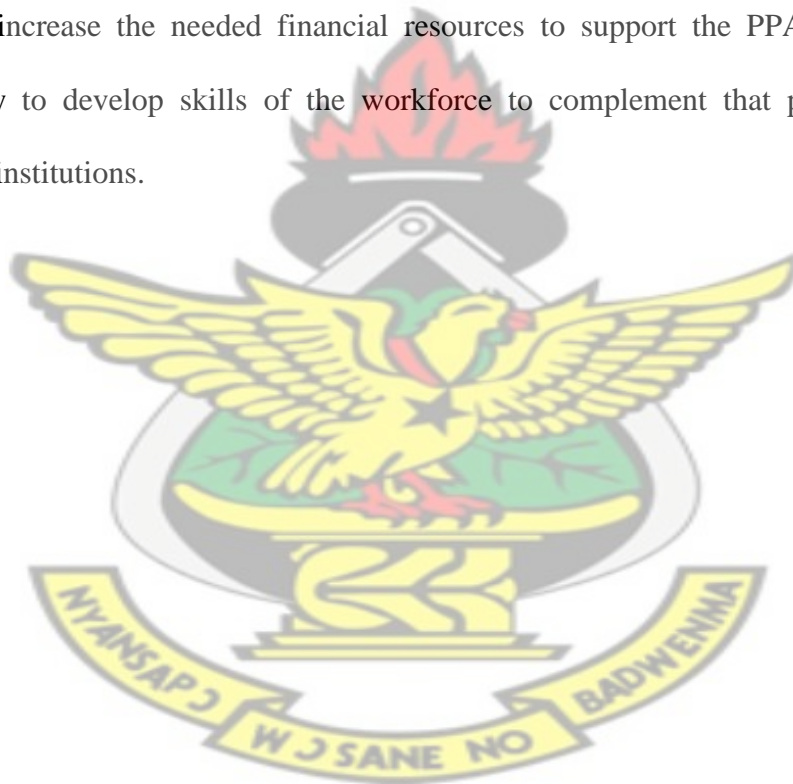 increase the needed financial resources to support the PPA
to develop skills of the workforce to complement that
institutions.
NYANSAPƆ
WƆSANE NO
BADWENMA